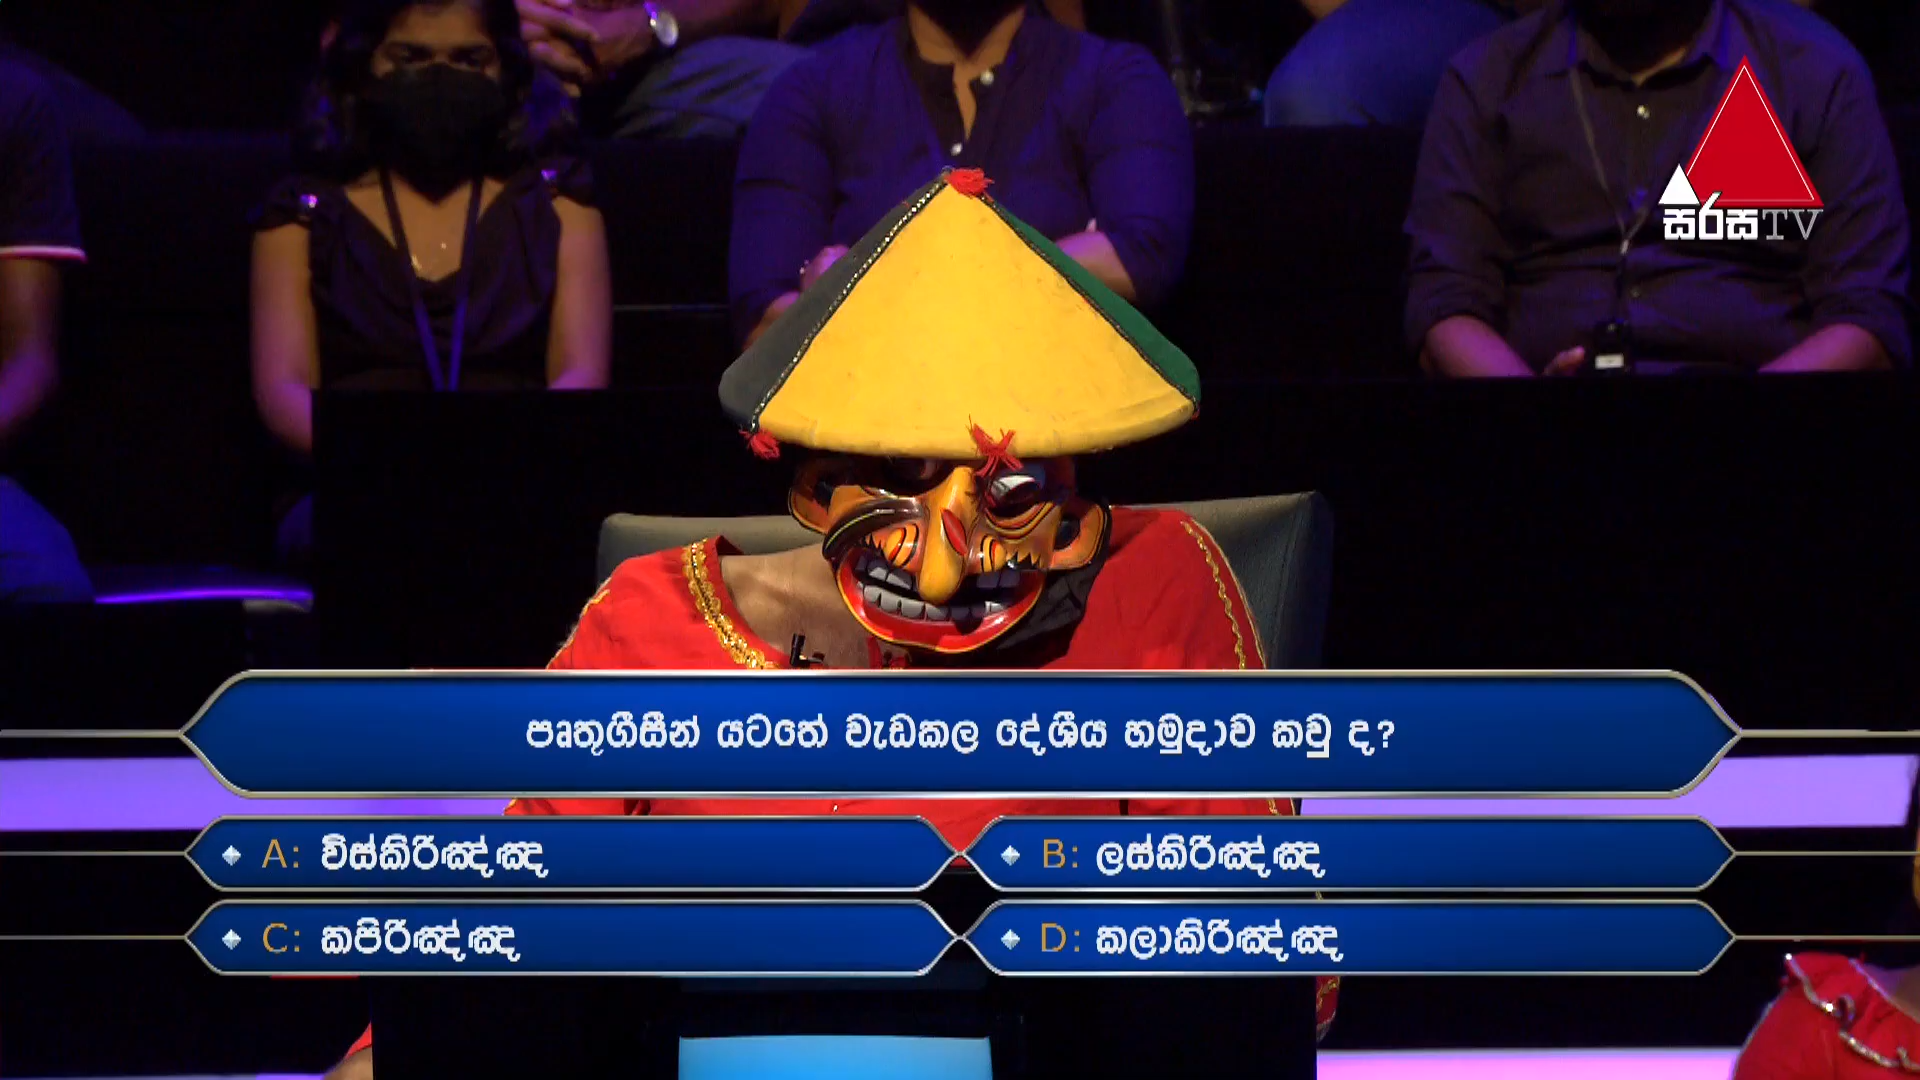 සිරස TV
පෘතුගීසීන් යටතේ වැඩකල දේශීය හමුදාව කවු ද?
A: විස්කිරිඤ්ඤ
B: ලස්කිරිඤ්ඤ
C: කපිරිඤ්ඤ
D: කලාකිරිඤ්ඤ